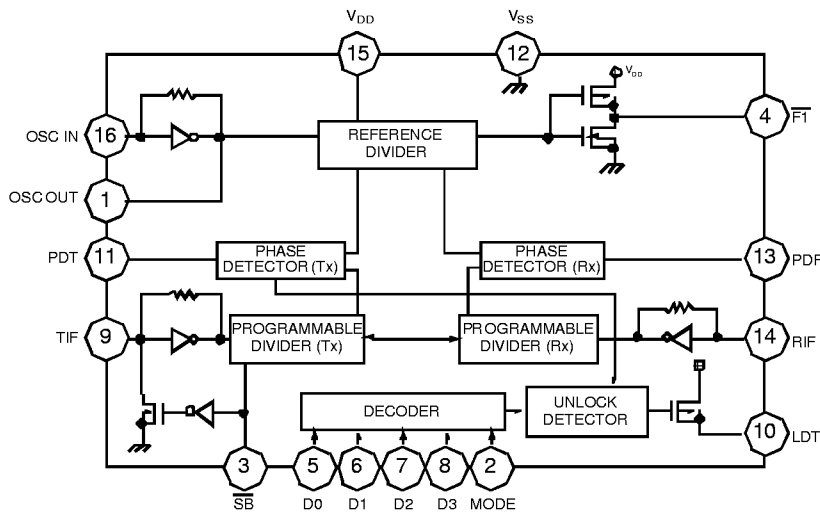 VDD
VSS
15
12
VDD
16
OSC IN
4
F1
REFERENCE
DIVIDER
1
OSC OUT
PDT
11
PHASE
DETECTOR (Tx)
PHASE
DETECTOR (Rx)
13
PDR
TIF
9
PROGRAMMABLE
DIVIDER (Tx)
PROGRAMMABLE
DIVIDER (Rx)
14
RIF
DECODER
UNLOCK
DETECTOR
10
LDT
3
5
6
7
8
2
SB
D0
D1
D2
D3
MODE